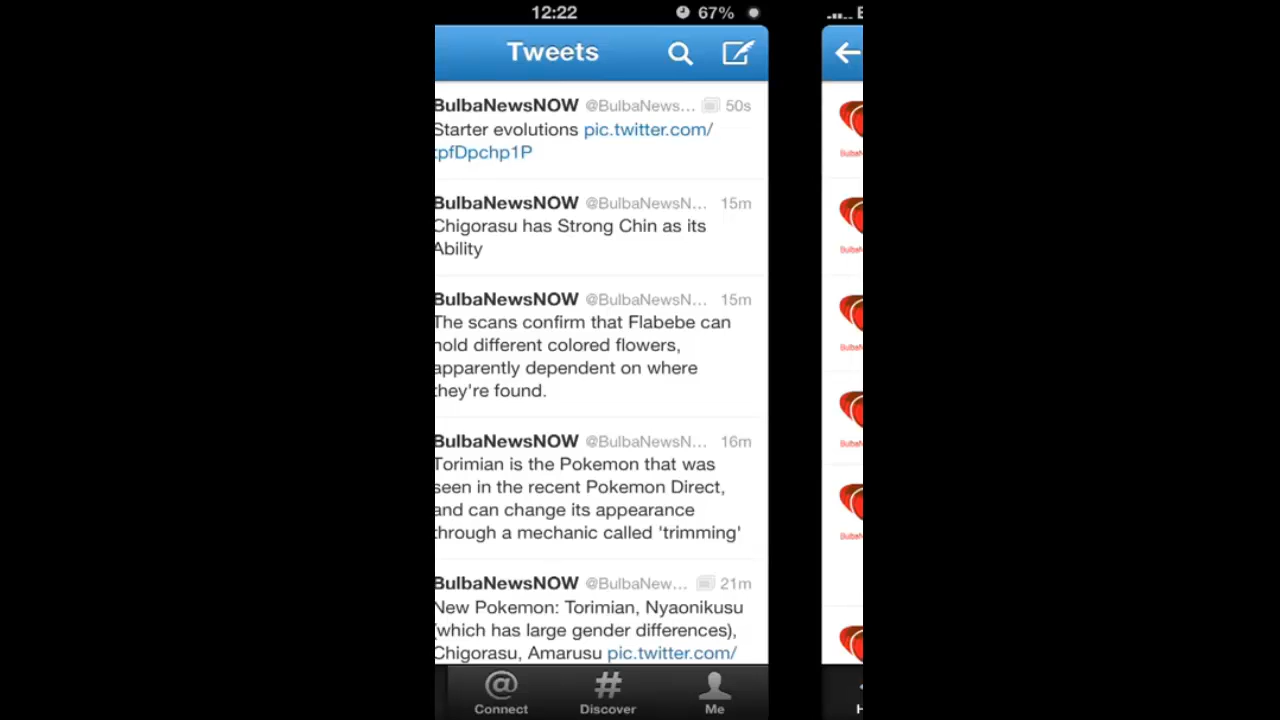 12:22 67%
Tweets
BulbaNewsNOW @BulbaNews... 50s
Starter evolutions pic.twitter.com/
tpfDpchp1P
BulbaNewsNOW @BulbaNewsN... 15m
Chigorasu has Strong Chin as its
Ability
BulbaNewsNOW @BulbaNewsN... 15m
The scans confirm that Flabebe can
hold different colored flowers,
apparently dependent on where
they're found.
BulbaNewsNOW @BulbaNewsN... 16m
Torimian is the Pokemon that was
seen in the recent Pokemon Direct,
and can change its appearance
through a mechanic called 'trimming'
BulbaNewsNOW @BulbaNew... 21m
New Pokemon: Torimian, Nyaonikusu
(which has large gender differences),
Chigorasu, Amarusu pic.twitter.com/
Connect Discover Me